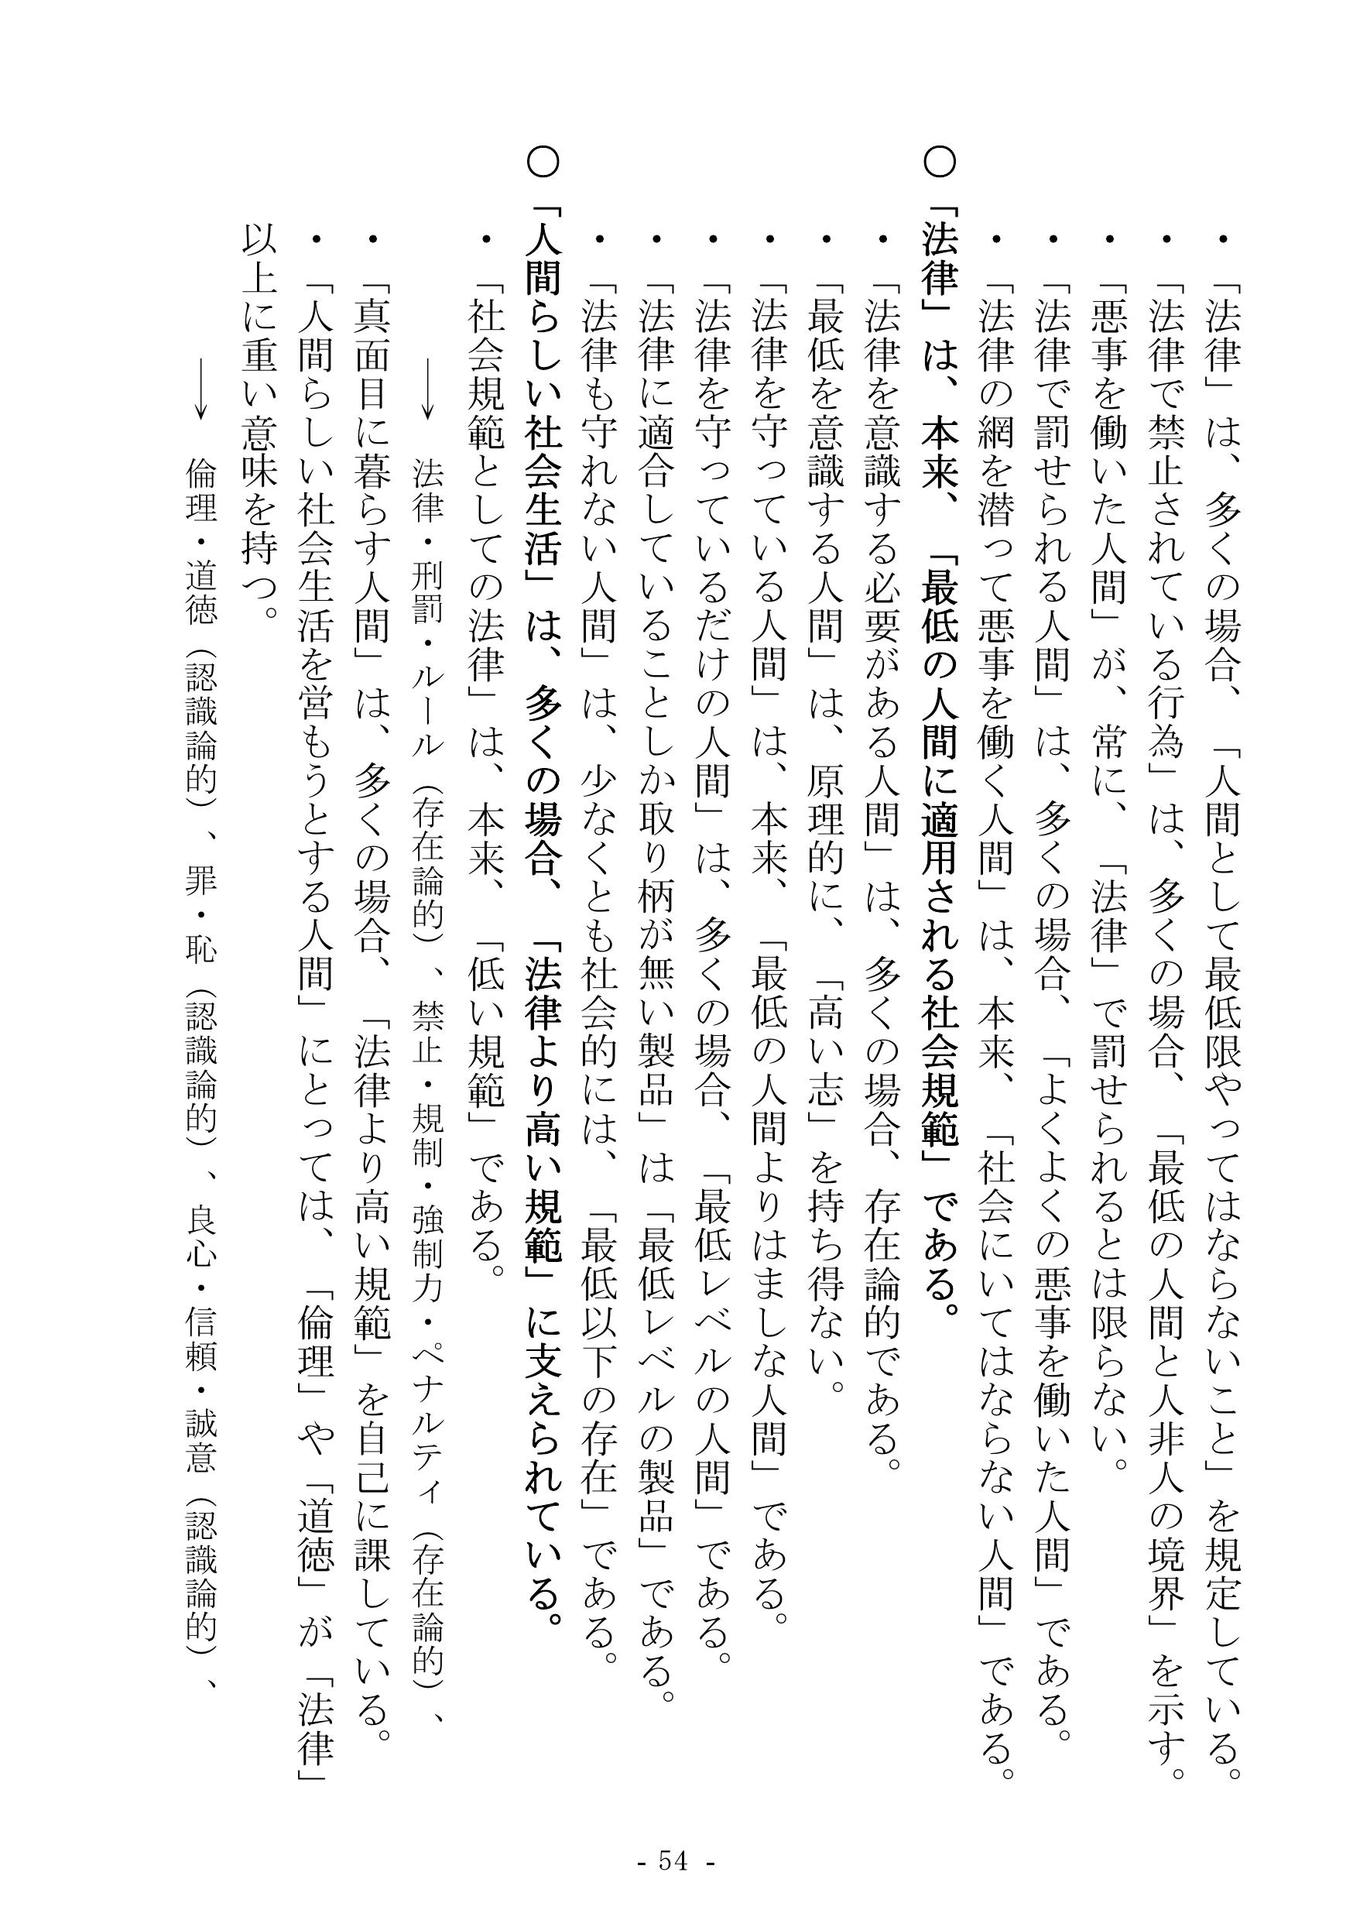 ・「法律」は、多くの場合、「人間として最低限やってはならないこと」を規定している。
・「法律で禁止されている行為」は、多くの場合、「最低の人間と人非人の境界」を示す。
・「悪事を働いた人間」が、常に、「法律」で罰せられるとは限らない。
・「法律で罰せられる人間」は、多くの場合、「よくよくの悪事を働いた人間」である。
・「法律の網を潜って悪事を働く人間」は、本来、「社会にいてはならない人間」である。
〇「法律」は、本来、「最低の人間に適用される社会規範」である。
・「法律を意識する必要がある人間」は、多くの場合、存在論的である。
・「最低を意識する人間」は、原理的に、「高い志」を持ち得ない。
・「法律を守っている人間」は、本来、「最低の人間よりはましな人間」である。
・「法律を守っているだけの人間」は、多くの場合、「最低レベルの人間」である。
・「法律に適合していることしか取り柄が無い製品」は「最低レベルの製品」である。
・「法律も守れない人間」は、少なくとも社会的には、「最低以下の存在」である。
〇「人間らしい社会生活」は、多くの場合、「法律より高い規範」に支えられている。
・「社会規範としての法律」は、本来、「低い規範」である。
→ 法律・刑罰・ルール（存在論的）、禁止・規制・強制力・ペナルティ（存在論的）、
・「真面目に暮らす人間」は、多くの場合、「法律より高い規範」を自己に課している。
・「人間らしい社会生活を営もうとする人間」にとっては、「倫理」や「道徳」が「法律」
以上に重い意味を持つ。
→ 倫理・道徳（認識論的）、罪・恥（認識論的）、良心・信頼・誠意（認識論的）、
- 54 -